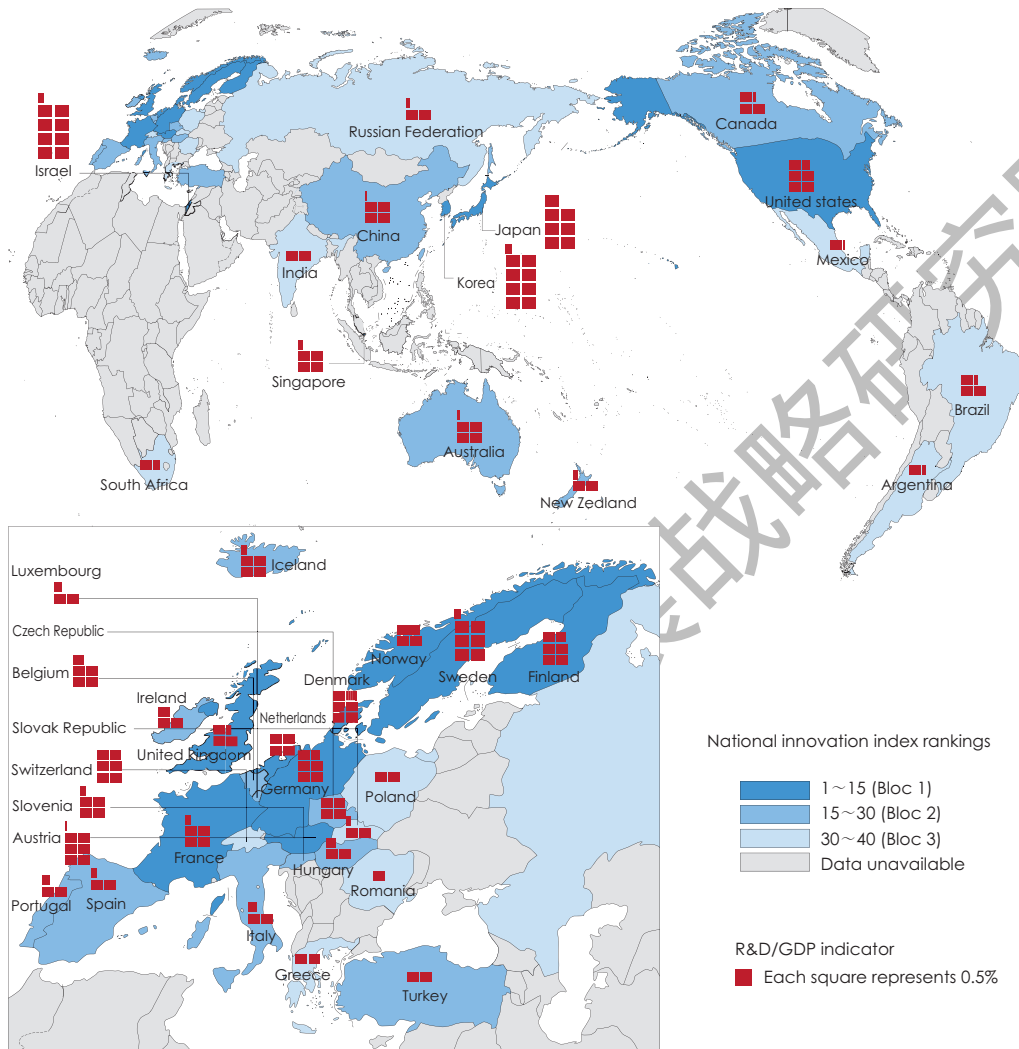 Israel
Russian Federation
Canada
United states
China
Japan
India
Korea
Mexico
Singapore
Brazil
Australia
South Africa
New Zedland
Argentina
Luxembourg
Iceland
Czech Republic
Norway
Sweden
Finland
Belgium
Denmark
Ireland
Netherlands
Slovak Republic
United Kingdom
Switzerland
Germany
Poland
Slovenia
Austria
France
Hungary
Romania
Portugal
Spain
Italy
Greece
Turkey
National innovation index rankings
1~15 (Bloc 1)
15~30 (Bloc 2)
30~40 (Bloc 3)
Data unavailable
R&D/GDP indicator
Each square represents 0.5%
战略研究